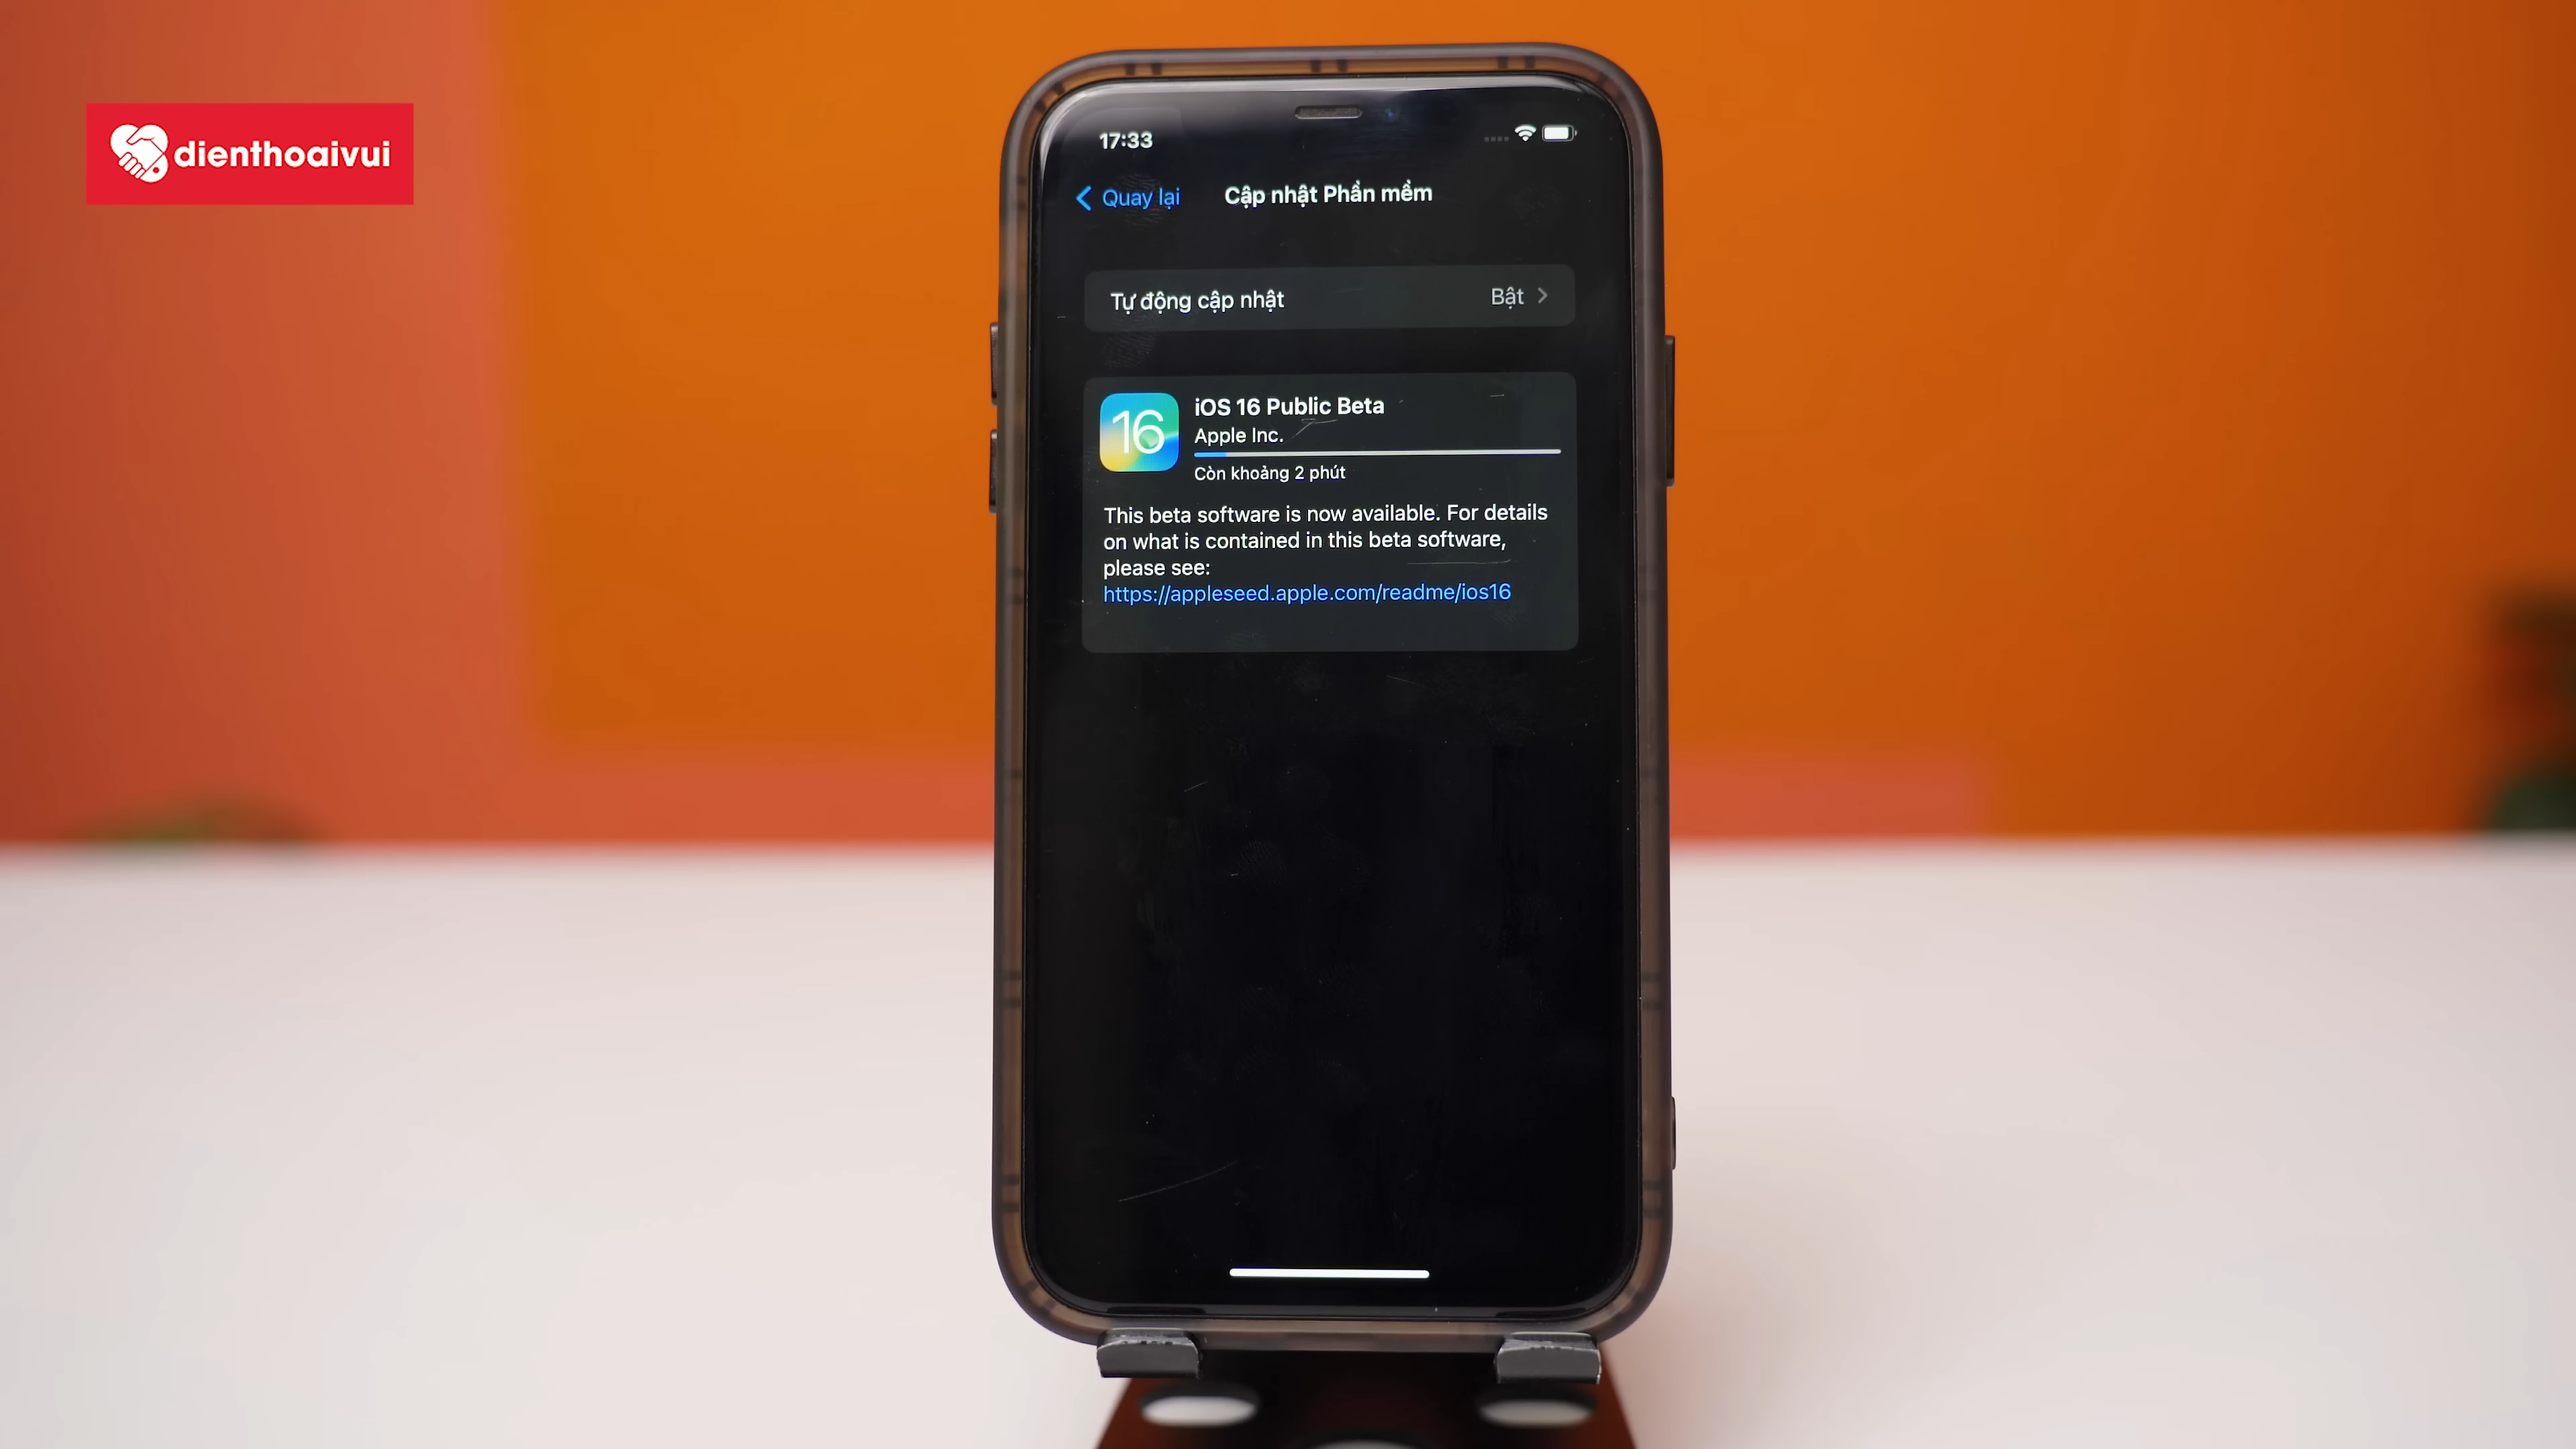 dienthoaivui
17:33
Quay lại
Cập nhật Phần mềm
Tự động cập nhật
Bật
16
iOS 16 Public Beta
Apple Inc.
Còn khoảng 2 phút
This beta software is now available. For details
on what is contained in this beta software,
please see:
https://appleseed.apple.com/readme/ios16